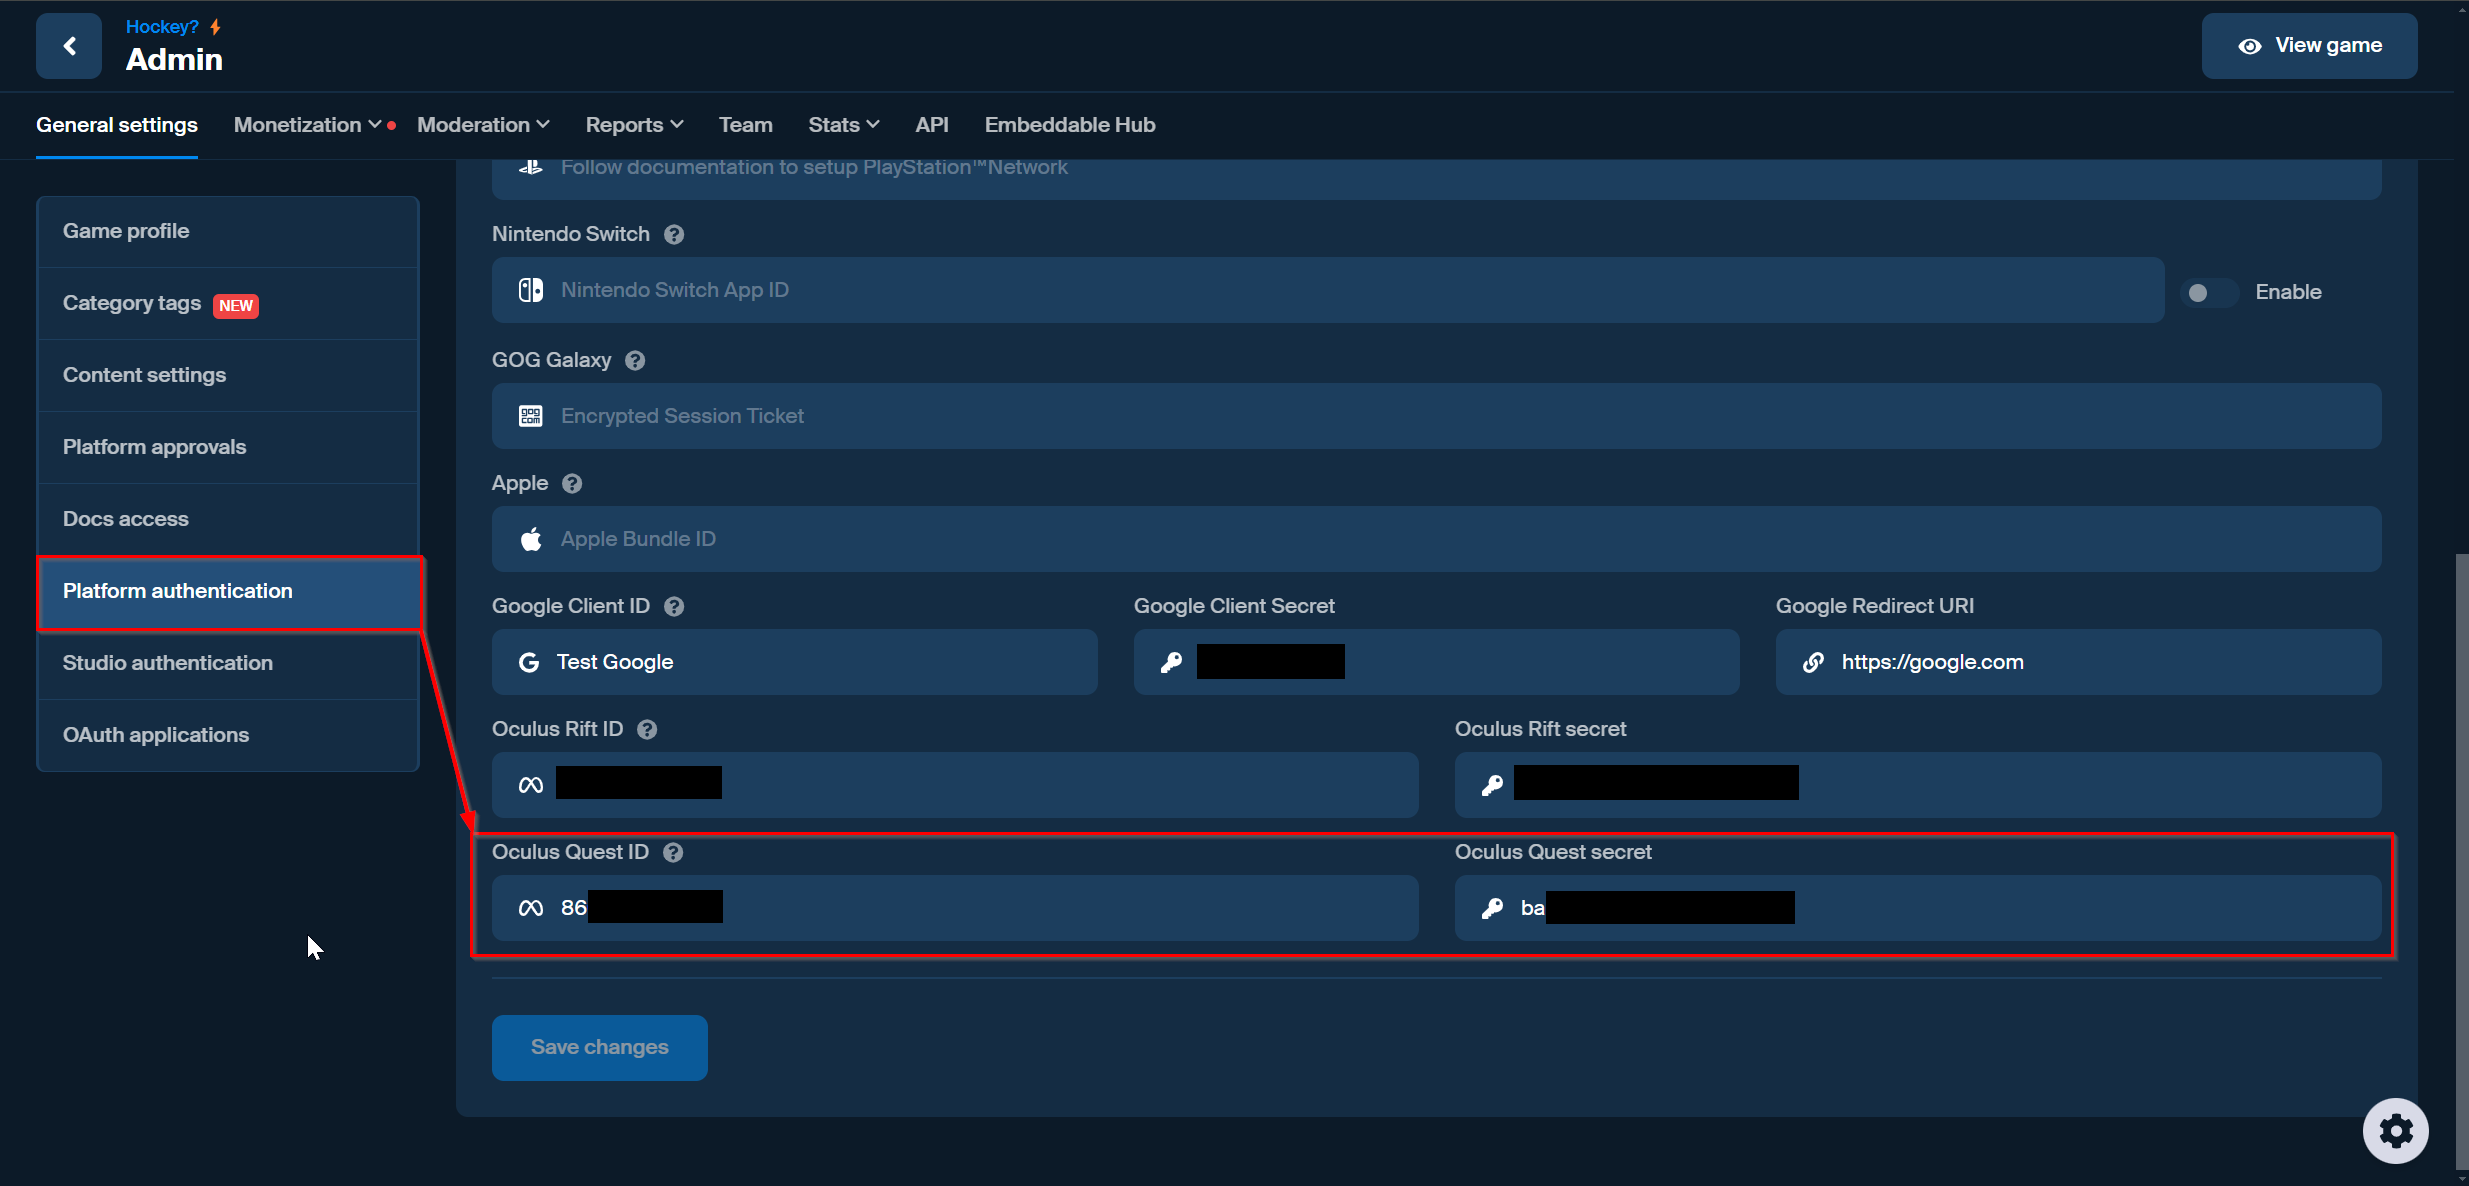 Hockey?
Admin
View game
General settings
Monetization
Moderation
Reports
Team
Stats
API
Embeddable Hub
Game profile
Category tags NEW
Content settings
Platform approvals
Docs access
Platform authentication
Studio authentication
OAuth applications
Follow documentation to setup PlayStation™Network
Nintendo Switch ?
Nintendo Switch App ID
Enable
GOG Galaxy ?
gog com Encrypted Session Ticket
Apple ?
Apple Bundle ID
Google Client ID ?
Google Client Secret
Google Redirect URI
G Test Google
https://google.com
Oculus Rift ID ?
Oculus Rift secret
Oculus Quest ID ?
Oculus Quest secret
86
ba
Save changes